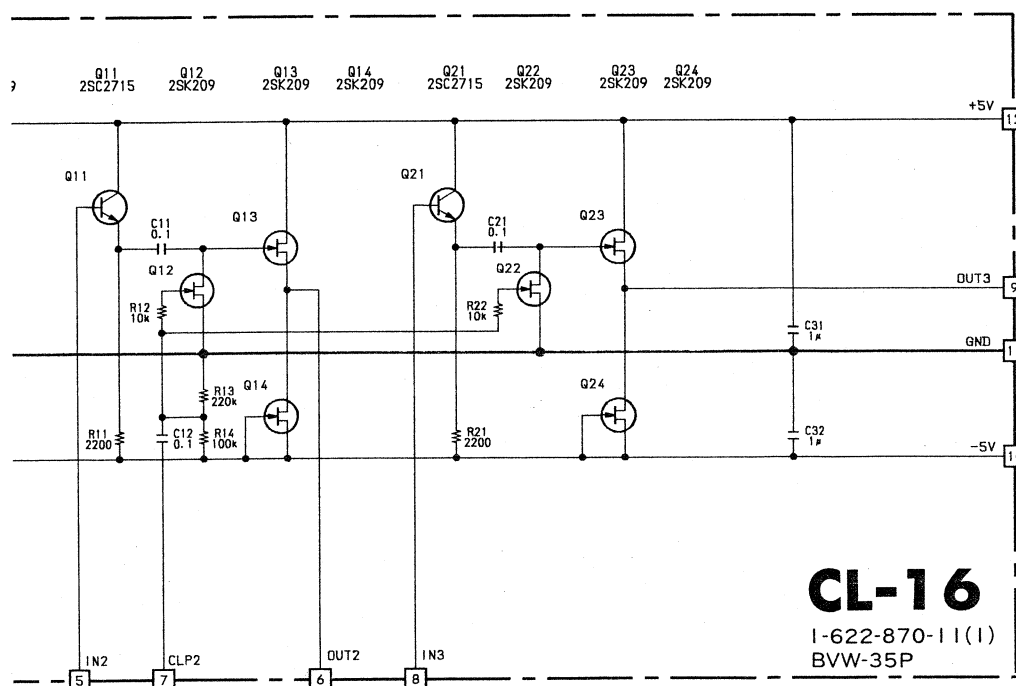 9
Q11
2SC2715
Q12
2SK209
Q13
2SK209
Q14
2SK209
Q21
2SC2715
Q22
2SK209
Q23
2SK209
Q24
2SK209
+5V
Q11
Q21
C11
0.1
Q13
C21
0.1
Q23
Q12
Q22
OUT3
9
R12
10k
R22
10k
C31
1μ
GND
R13
220k
Q14
Q24
R11
2200
C12
0.1
R14
100k
R21
2200
C32
1μ
-5V
CL-16
1-622-870-11(1)
BVW-35P
5
IN2
7
CLP2
6
OUT2
8
IN3